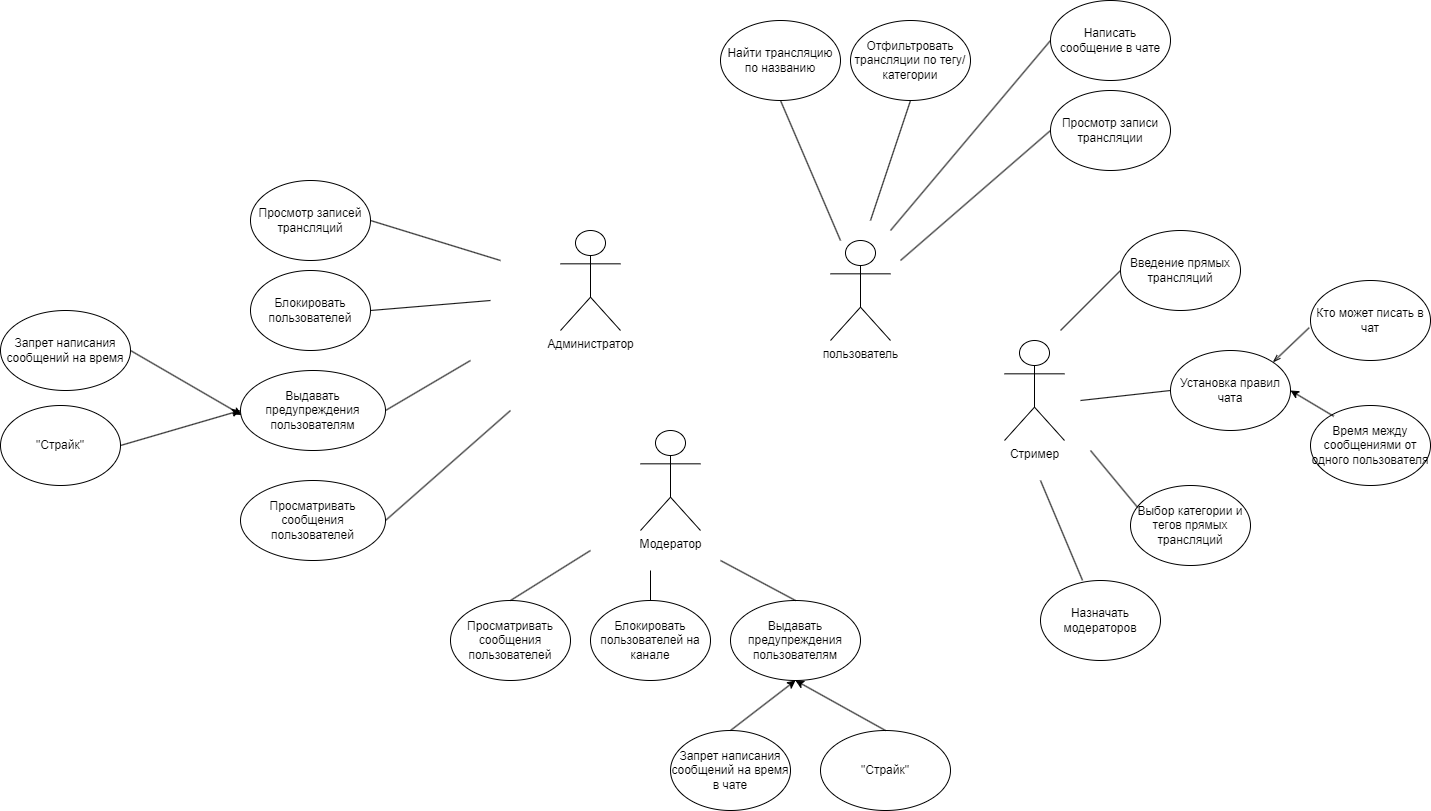 Найти трансляцию
по названию
Отфильтровать
трансляции по тегу/
категории
Написать
сообщение в чате
Просмотр записи
трансляции
Просмотр записей
трансляций
Блокировать
пользователей
Запрет написания
сообщений на время
"Страйк"
Выдавать
предупреждения
пользователям
Просматривать
сообщения
пользователей
Администратор
пользователь
Введение прямых
трансляций
Кто может писать в
чат
Установка правил
чата
Время между
сообщениями от
одного пользователя
Стример
Выбор категории и
тегов прямых
трансляций
Назначать
модераторов
Модератор
Просматривать
сообщения
пользователей
Блокировать
пользователей на
канале
Выдавать
предупреждения
пользователям
Запрет написания
сообщений на время
в чате
"Страйк"